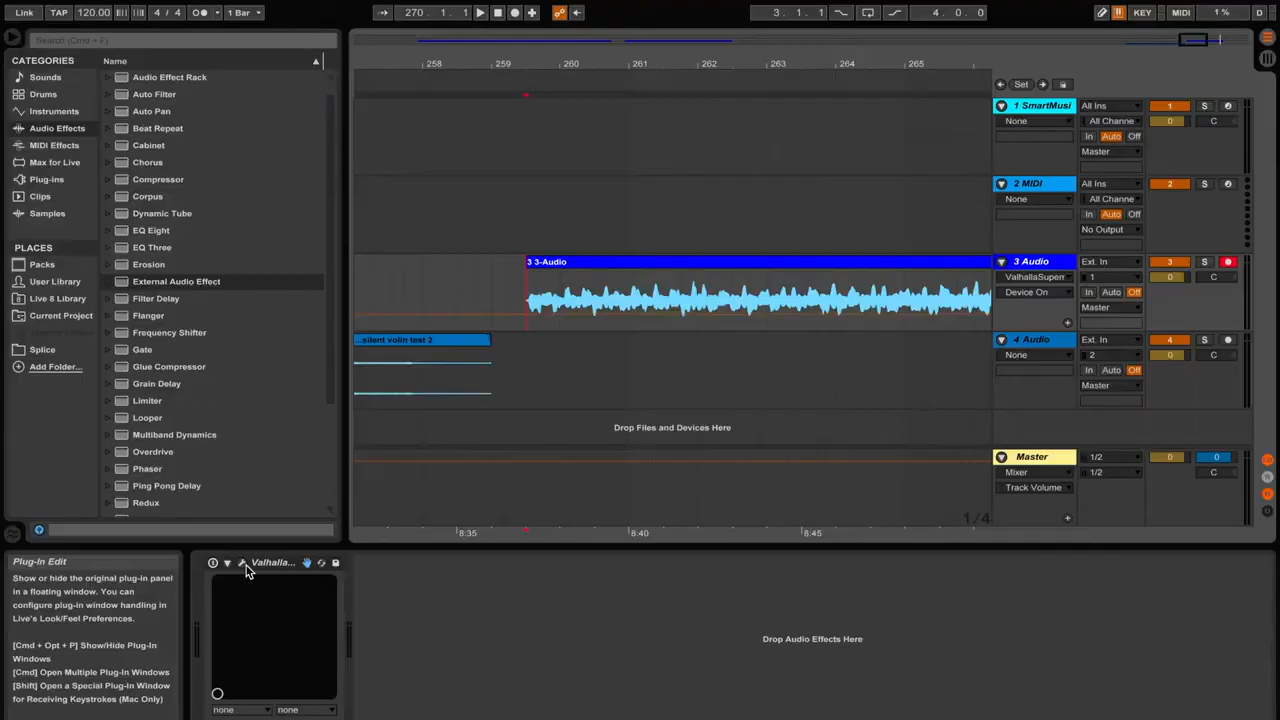 Link TAP 120.00 4 / 4 1 Bar 270 . 1 . 1 3 . 1 . 1 4 . 0 . 0 KEY MIDI 1 % D
Search (Cmd + F)
CATEGORIES
Sounds
Drums
Instruments
Audio Effects
MIDI Effects
Max for Live
Plug-ins
Clips
Samples
PLACES
Packs
User Library
Live 8 Library
Current Project
Splice
Add Folder...
Name
Audio Effect Rack
Auto Filter
Auto Pan
Beat Repeat
Cabinet
Chorus
Compressor
Corpus
Dynamic Tube
EQ Eight
EQ Three
Erosion
External Audio Effect
Filter Delay
Flanger
Frequency Shifter
Gate
Glue Compressor
Grain Delay
Limiter
Looper
Multiband Dynamics
Overdrive
Phaser
Ping Pong Delay
Redux
258 259 260 261 262 263 264 265
Set
1 SmartMusi All Ins 1 S
None All Channe 0 C
In Auto Off
Master
2 MIDI All Ins 2 S
None All Channe 0 C
In Auto Off
No Output
3 3-Audio
3 Audio Ext. In 3 S
ValhallaSuperr 1 0 C
Device On In Auto Off
Master
...silent volin test 2
4 Audio Ext. In 4 S
None 2 0 C
In Auto Off
Master
Drop Files and Devices Here
Master 1/2 0 0
Mixer 1/2 C
Track Volume
1/4
8:35 8:40 8:45
Plug-In Edit
Show or hide the original plug-in panel
in a floating window. You can
configure plug-in window handling in
Live's Look/Feel Preferences.
[Cmd + Opt + P] Show/Hide Plug-In
Windows
[Cmd] Open Multiple Plug-In Windows
[Shift] Open a Special Plug-In Window
for Receiving Keystrokes (Mac Only)
Valhalla...
none none
Drop Audio Effects Here